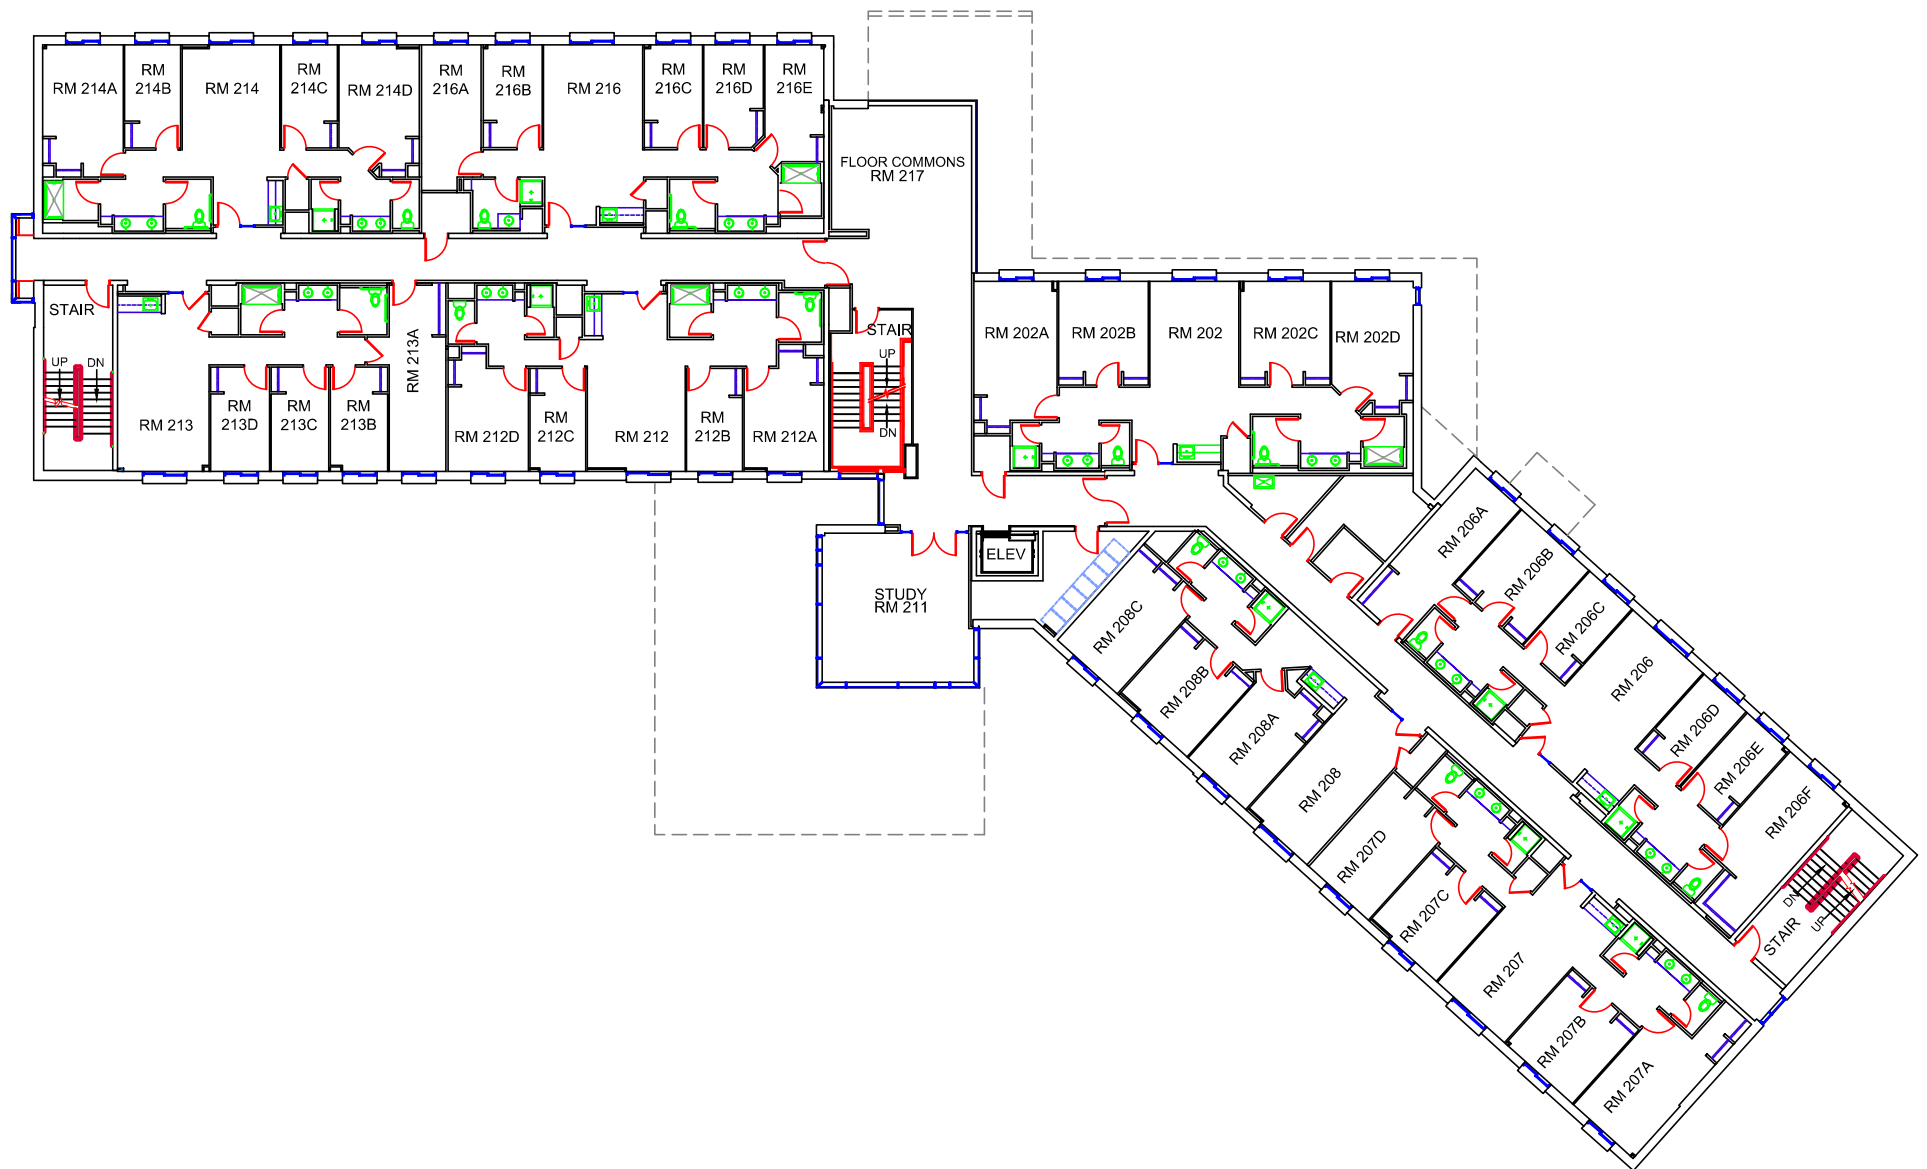 RM 214A
RM
214B
RM 214
RM
214C
RM 214D
RM
216A
RM
216B
RM 216
RM
216C
RM
216D
RM
216E
FLOOR COMMONS
RM 217
STAIR
UP
DN
RM 213
RM
213D
RM
213C
RM
213B
RM 213A
RM 212D
RM
212C
RM 212
RM
212B
RM 212A
STAIR
UP
DN
RM 202A
RM 202B
RM 202
RM 202C
RM 202D
ELEV
STUDY
RM 211
RM 206A
RM 206B
RM 206C
RM 206
RM 206D
RM 206E
RM 206F
RM 208C
RM 208B
RM 208A
RM 208
RM 207D
RM 207C
RM 207
RM 207B
RM 207A
STAIR
DN
UP